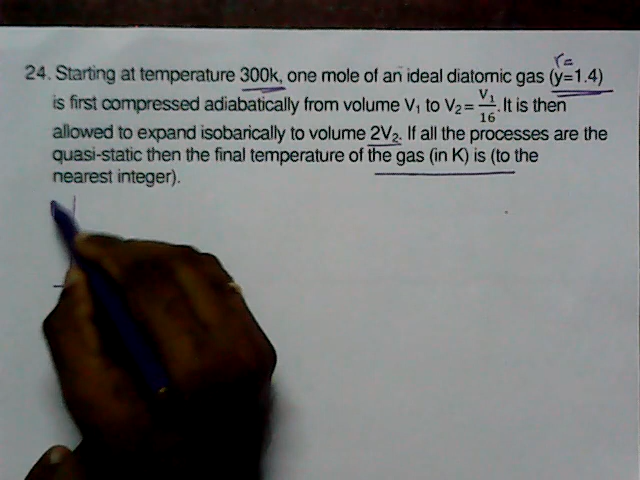 r=
24. Starting at temperature 300k, one mole of an ideal diatomic gas (y=1.4)
is first compressed adiabatically from volume V₁ to V₂= V₁/16. It is then
allowed to expand isobarically to volume 2V₂. If all the processes are the
quasi-static then the final temperature of the gas (in K) is (to the
nearest integer).